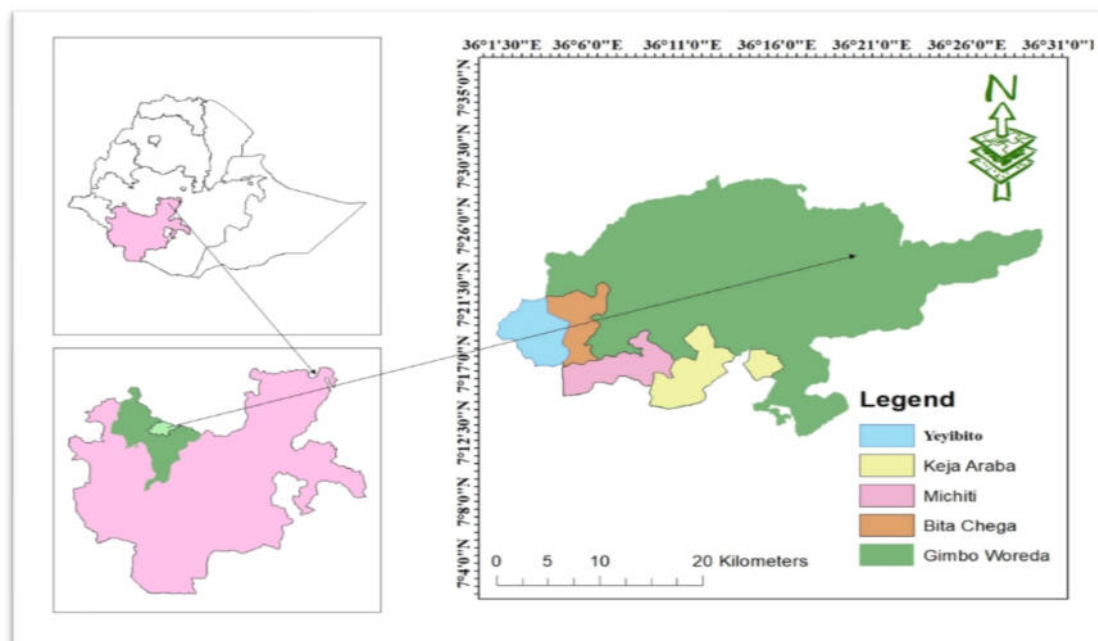 36°1'30"E 36°6'0"E 36°11'0"E 36°16'0"E 36°21'0"E 36°26'0"E 36°31'0"]
7°35'0"N
7°30'30"N
7°26'0"N
7°21'30"N
7°17'0"N
7°12'30"N
7°8'0"N
7°4'0"N
N
Legend
Yeyibito
Keja Araba
Michiti
Bita Chega
Gimbo Woreda
0 5 10 20 Kilometers